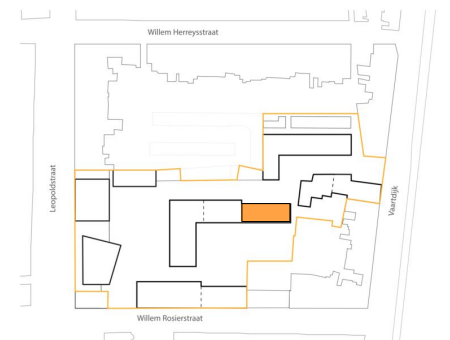 Willem Herreysstraat
Leopoldstraat
Vaartdijk
Willem Rosierstraat